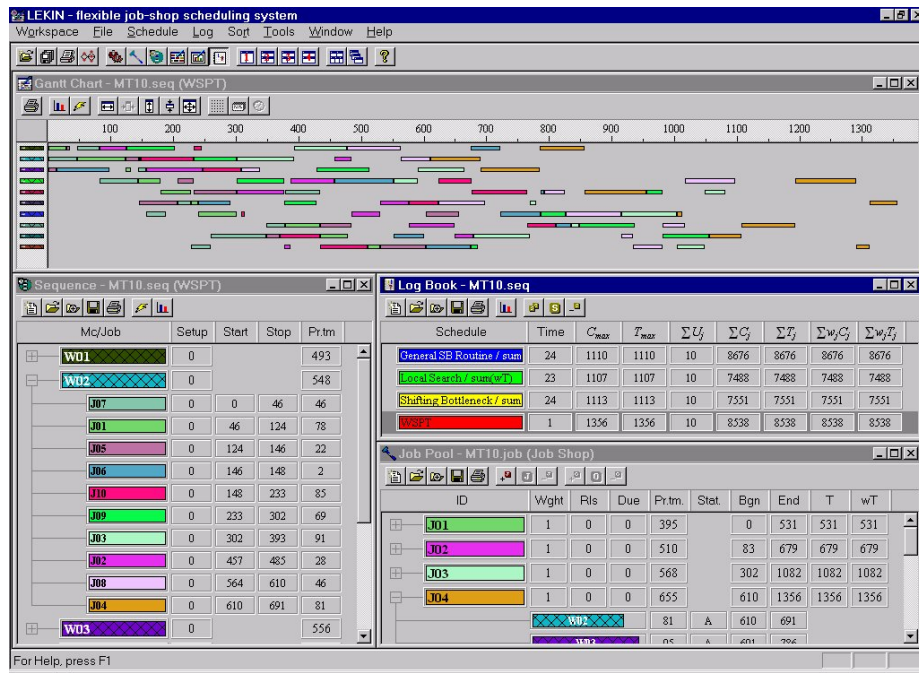 LEKIN - flexible job-shop scheduling system
Workspace File Schedule Log Sort Tools Window Help
Gantt Chart - MT10.seq (WSPT)
100 200 300 400 500 600 700 800 900 1000 1100 1200 1300
Sequence - MT10.seq (WSPT)
Mc/Job Setup Start Stop Pr.tm
W01 0 493
W02 0 548
J07 0 0 46 46
J01 0 46 124 78
J05 0 124 146 22
J06 0 146 148 2
J10 0 148 233 85
J09 0 233 302 69
J03 0 302 393 91
J02 0 457 485 28
J08 0 564 610 46
J04 0 610 691 81
W03 0 556
Log Book - MT10.seq
Schedule Time Cmax Tmax ΣUj ΣCj ΣTj ΣwjCj ΣwjTj
General SB Routine / sum 24 1110 1110 10 8676 8676 8676 8676
Local Search / sum(wT) 23 1107 1107 10 7488 7488 7488 7488
Shifting Bottleneck / sum 24 1113 1113 10 7551 7551 7551 7551
WSPT 1 1356 1356 10 8538 8538 8538 8538
Job Pool - MT10.job (Job Shop)
ID Wght Rls Due Pr.tm. Stat. Bgn End T wT
J01 1 0 0 395 0 531 531 531
J02 1 0 0 510 83 679 679 679
J03 1 0 0 568 302 1082 1082 1082
J04 1 0 0 655 610 1356 1356 1356
W02 81 A 610 691
W03 95 A 691 786
For Help, press F1